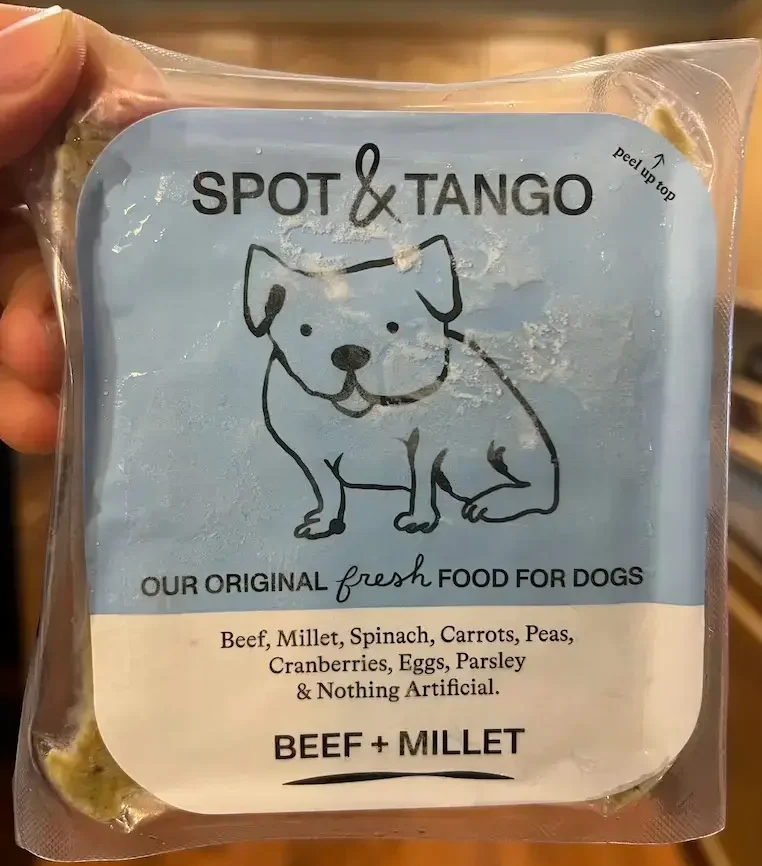 SPOT & TANGO
peel up top
OUR ORIGINAL fresh FOOD FOR DOGS
Beef, Millet, Spinach, Carrots, Peas,
Cranberries, Eggs, Parsley
& Nothing Artificial.
BEEF + MILLET